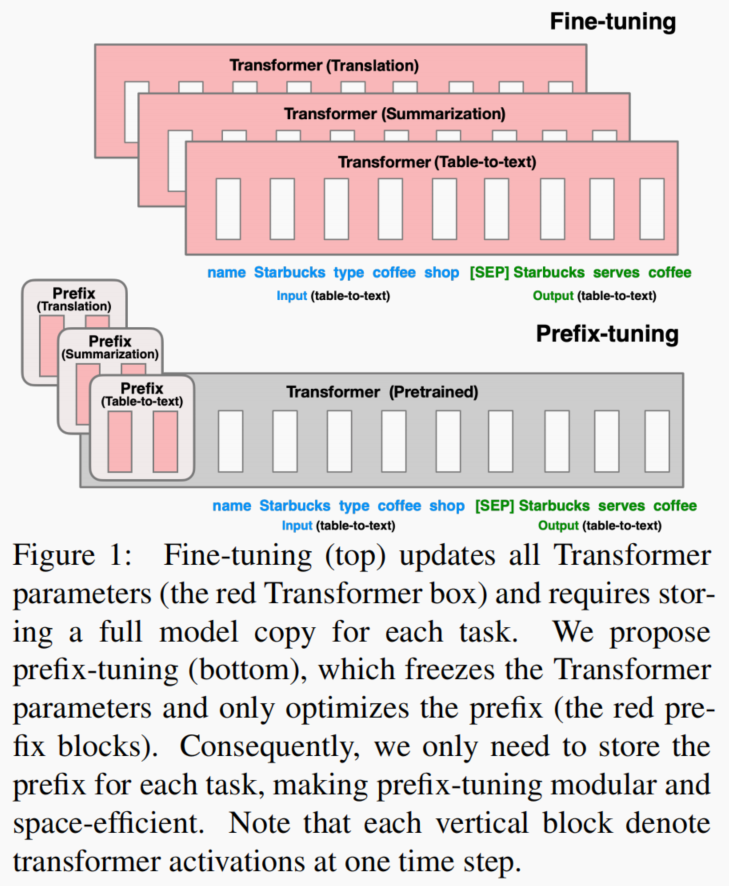 Fine-tuning
Transformer (Translation)
Transformer (Summarization)
Transformer (Table-to-text)
name Starbucks type coffee shop [SEP] Starbucks serves coffee
Input (table-to-text) Output (table-to-text)
Prefix-tuning
Prefix
(Translation)
Prefix
(Summarization)
Prefix
(Table-to-text)
Transformer (Pretrained)
name Starbucks type coffee shop [SEP] Starbucks serves coffee
Input (table-to-text) Output (table-to-text)
Figure 1: Fine-tuning (top) updates all Transformer
parameters (the red Transformer box) and requires stor-
ing a full model copy for each task. We propose
prefix-tuning (bottom), which freezes the Transformer
parameters and only optimizes the prefix (the red pre-
fix blocks). Consequently, we only need to store the
prefix for each task, making prefix-tuning modular and
space-efficient. Note that each vertical block denote
transformer activations at one time step.